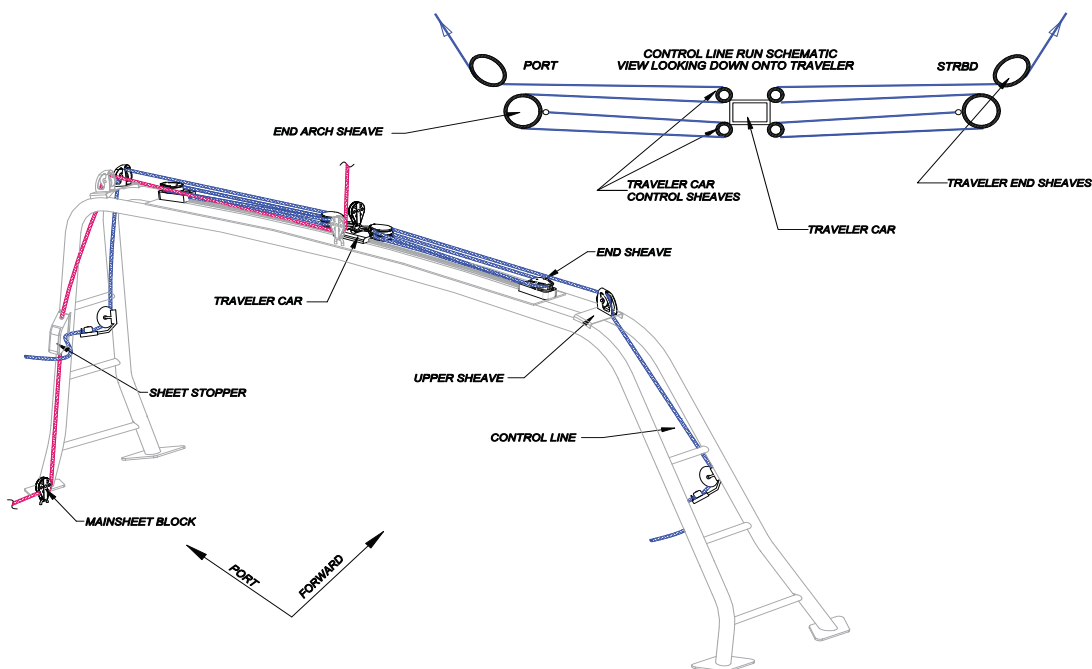 CONTROL LINE RUN SCHEMATIC
VIEW LOOKING DOWN ONTO TRAVELER
PORT
STRBD
END ARCH SHEAVE
TRAVELER CAR
CONTROL SHEAVES
TRAVELER END SHEAVES
TRAVELER CAR
END SHEAVE
TRAVELER CAR
UPPER SHEAVE
SHEET STOPPER
CONTROL LINE
MAINSHEET BLOCK
PORT
FORWARD